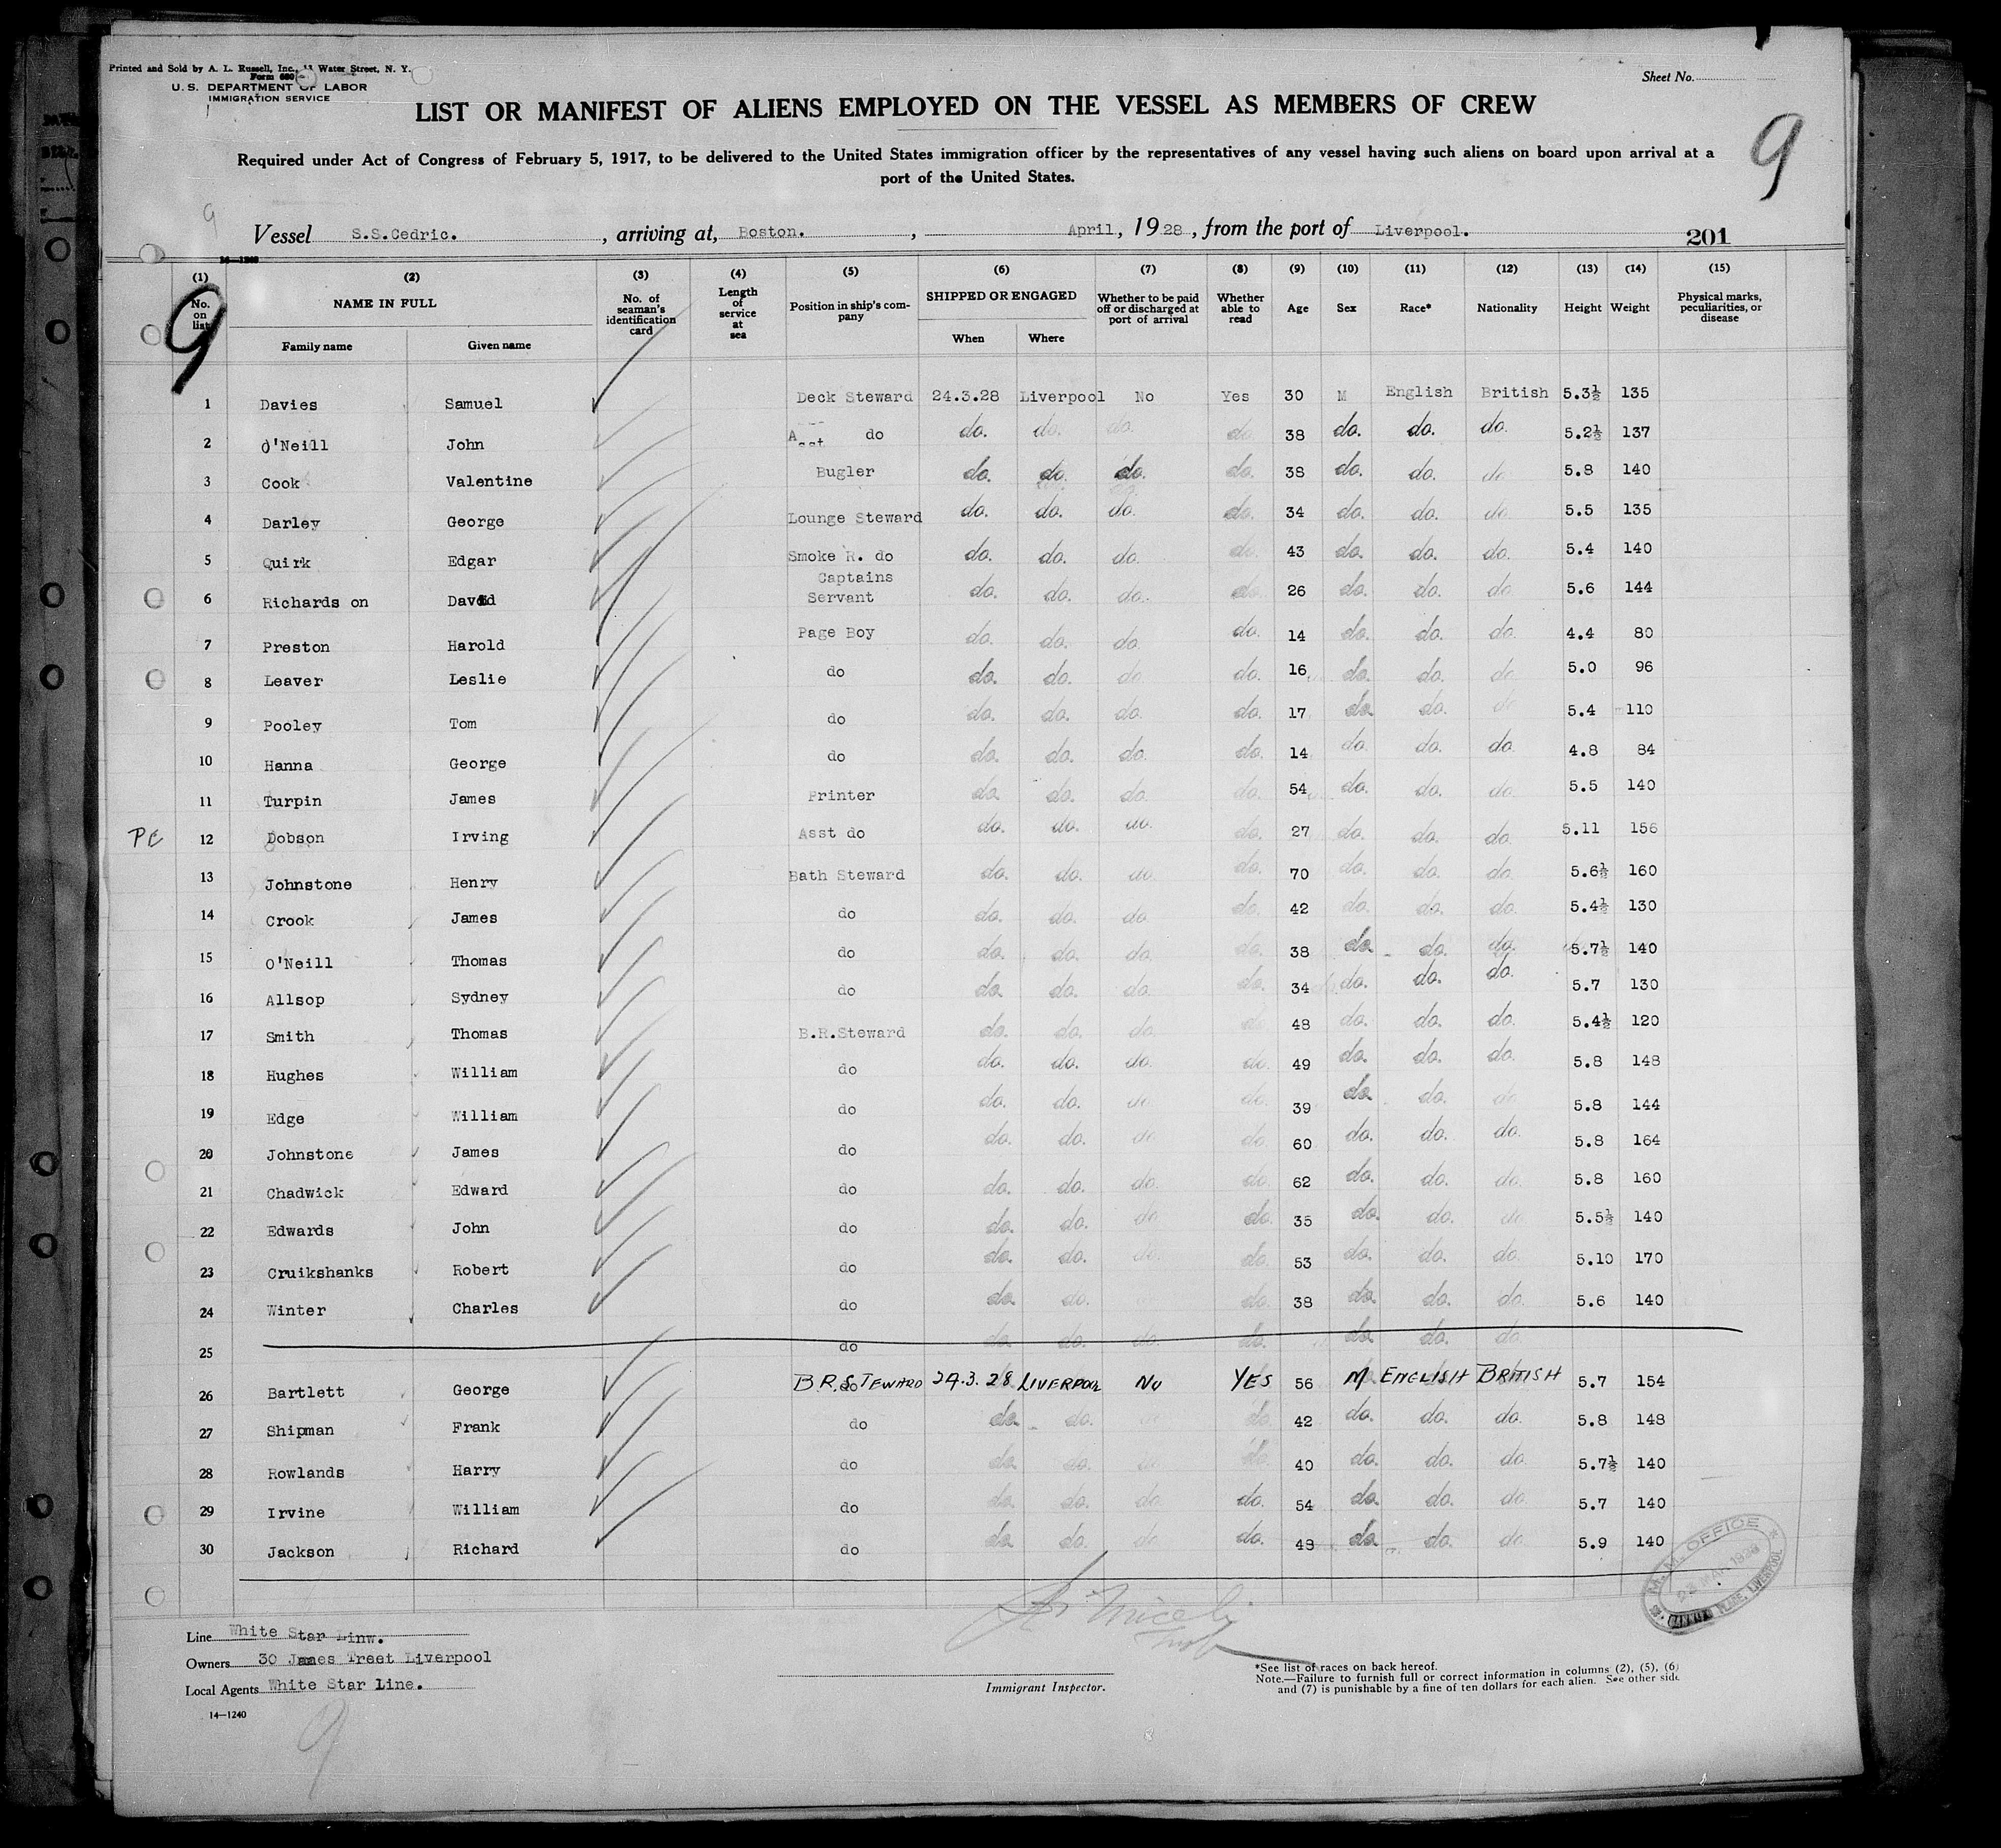 Printed and Sold by A. L. Russell, Inc., Water Street, N. Y.
Form 680
U. S. DEPARTMENT OF LABOR
IMMIGRATION SERVICE
Sheet No.
LIST OR MANIFEST OF ALIENS EMPLOYED ON THE VESSEL AS MEMBERS OF CREW
9
Required under Act of Congress of February 5, 1917, to be delivered to the United States immigration officer by the representatives of any vessel having such aliens on board upon arrival at a
port of the United States.
9
Vessel S.S.Cedric. , arriving at, Boston. , April, 1928, from the port of Liverpool. 201
14—1240
(1) (2) (3) (4) (5) (6) (7) (8) (9) (10) (11) (12) (13) (14) (15)
No. on list NAME IN FULL No. of seaman's identification card Length of service at sea Position in ship's company SHIPPED OR ENGAGED Whether to be paid off or discharged at port of arrival Whether able to read Age Sex Race* Nationality Height Weight Physical marks, peculiarities, or disease
Family name Given name When Where
9
1 Davies Samuel Deck Steward 24.3.28 Liverpool No Yes 30 M English British 5.3½ 135
2 O'Neill John Asst do do. do. do. do. 38 do. do. do. 5.2½ 137
3 Cook Valentine Bugler do. do. do. do. 38 do. do. do. 5.8 140
4 Darley George Lounge Steward do. do. do. do. 34 do. do. do. 5.5 135
5 Quirk Edgar Smoke R. do do. do. do. do. 43 do. do. do. 5.4 140
6 Richards on David Captains Servant do. do. do. do. 26 do. do. do. 5.6 144
7 Preston Harold Page Boy do. do. do. do. 14 do. do. do. 4.4 80
8 Leaver Leslie do do. do. do. do. 16 do. do. do. 5.0 96
9 Pooley Tom do do. do. do. do. 17 do. do. do. 5.4 110
10 Hanna George do do. do. do. do. 14 do. do. do. 4.8 84
11 Turpin James Printer do. do. do. do. 54 do. do. do. 5.5 140
PC 12 Dobson Irving Asst do do. do. do. do. 27 do. do. do. 5.11 156
13 Johnstone Henry Bath Steward do. do. do. do. 70 do. do. do. 5.6½ 160
14 Crook James do do. do. do. do. 42 do. do. do. 5.4½ 130
15 O'Neill Thomas do do. do. do. do. 38 do. do. do. 5.7½ 140
16 Allsop Sydney do do. do. do. do. 34 do. do. do. 5.7 130
17 Smith Thomas B.R.Steward do. do. do. do. 48 do. do. do. 5.4½ 120
18 Hughes William do do. do. do. do. 49 do. do. do. 5.8 148
19 Edge William do do. do. do. do. 39 do. do. do. 5.8 144
20 Johnstone James do do. do. do. do. 60 do. do. do. 5.8 164
21 Chadwick Edward do do. do. do. do. 62 do. do. do. 5.8 160
22 Edwards John do do. do. do. do. 35 do. do. do. 5.5½ 140
23 Cruikshanks Robert do do. do. do. do. 53 do. do. do. 5.10 170
24 Winter Charles do do. do. do. 38 do. do. do. 5.6 140
25 do do. do. do. do. do. do. do.
26 Bartlett George B.R.STEWARD 24.3.28 LIVERPOOL No YES 56 M ENGLISH BRITISH 5.7 154
27 Shipman Frank do do. do. do. 42 do. do. do. 5.8 148
28 Rowlands Harry do do. do. do. do. 40 do. do. do. 5.7½ 140
29 Irvine William do do. do. do. do. 54 do. do. do. 5.7 140
30 Jackson Richard do do. do. do. do. 48 do. do. do. 5.9 140
M.M. OFFICE
PLACE, LIVERPOOL
Line White Star Linw.
Owners 30 James Treet Liverpool
Local Agents White Star Line.
14—1240
Immigrant Inspector.
*See list of races on back hereof.
Note.—Failure to furnish full or correct information in columns (2), (5), (6)
and (7) is punishable by a fine of ten dollars for each alien. See other side
9